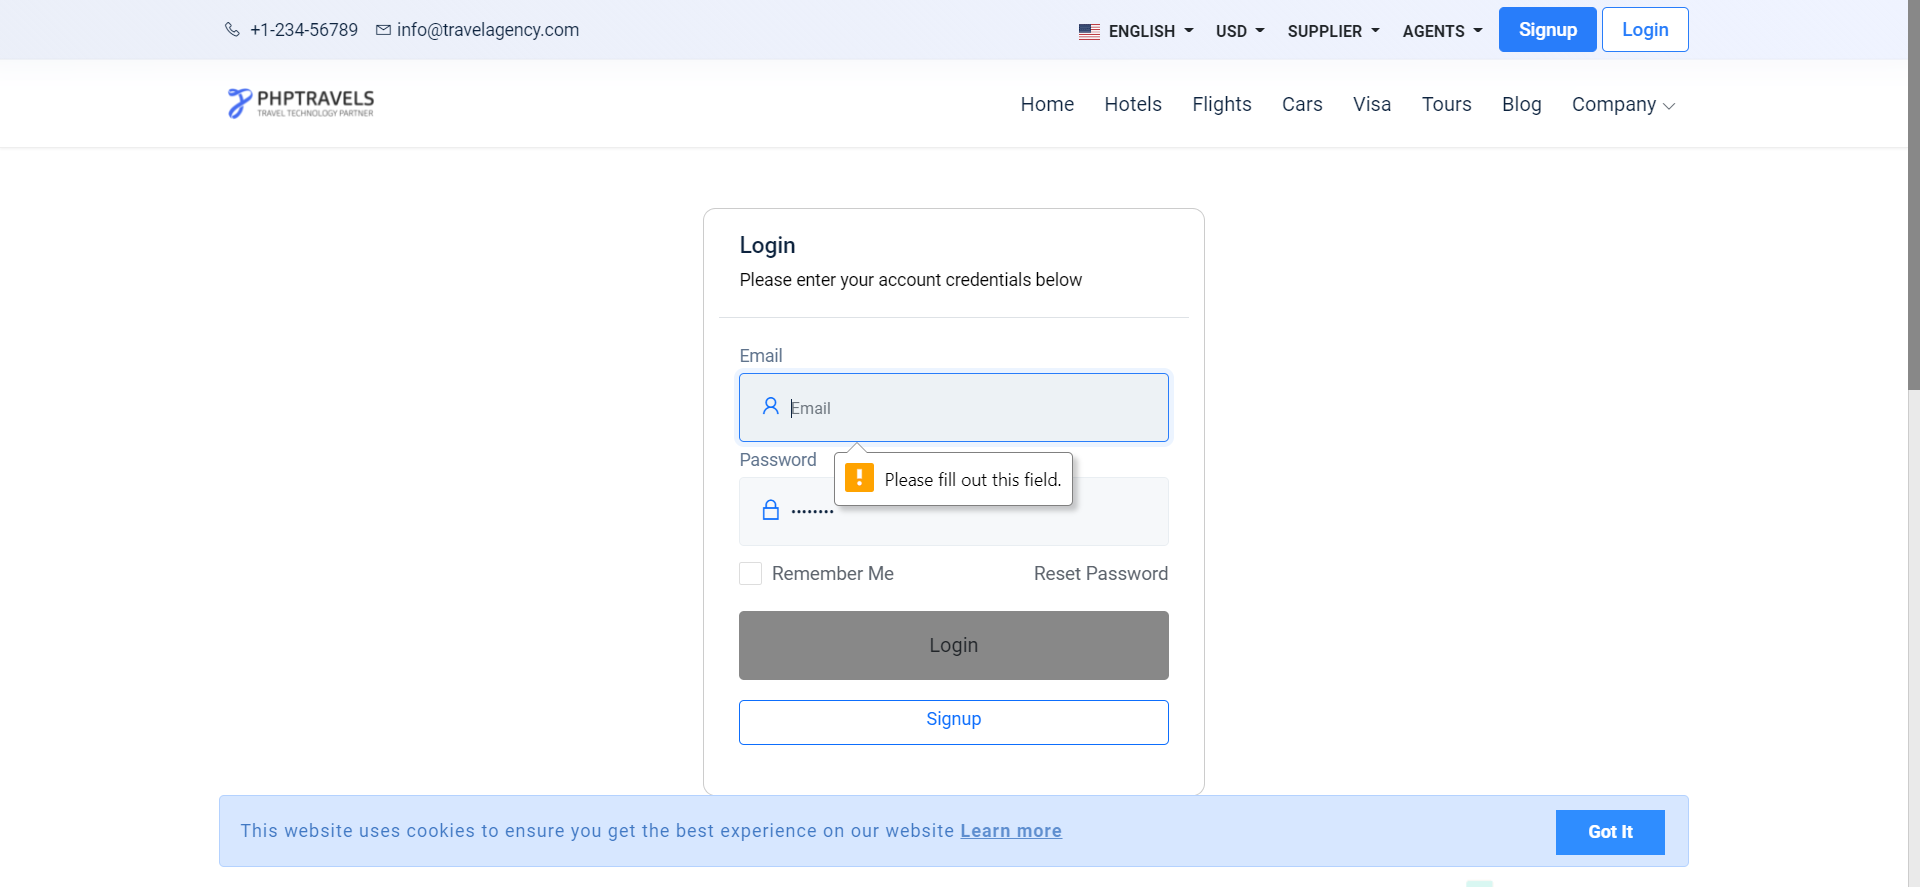 +1-234-56789 info@travelagency.com ENGLISH USD SUPPLIER AGENTS Signup Login
PHPTRAVELS
TRAVEL TECHNOLOGY PARTNER
Home Hotels Flights Cars Visa Tours Blog Company
Login
Please enter your account credentials below
Email
Email
Password
Please fill out this field.
••••••••
Remember Me Reset Password
Login
Signup
This website uses cookies to ensure you get the best experience on our website Learn more Got It